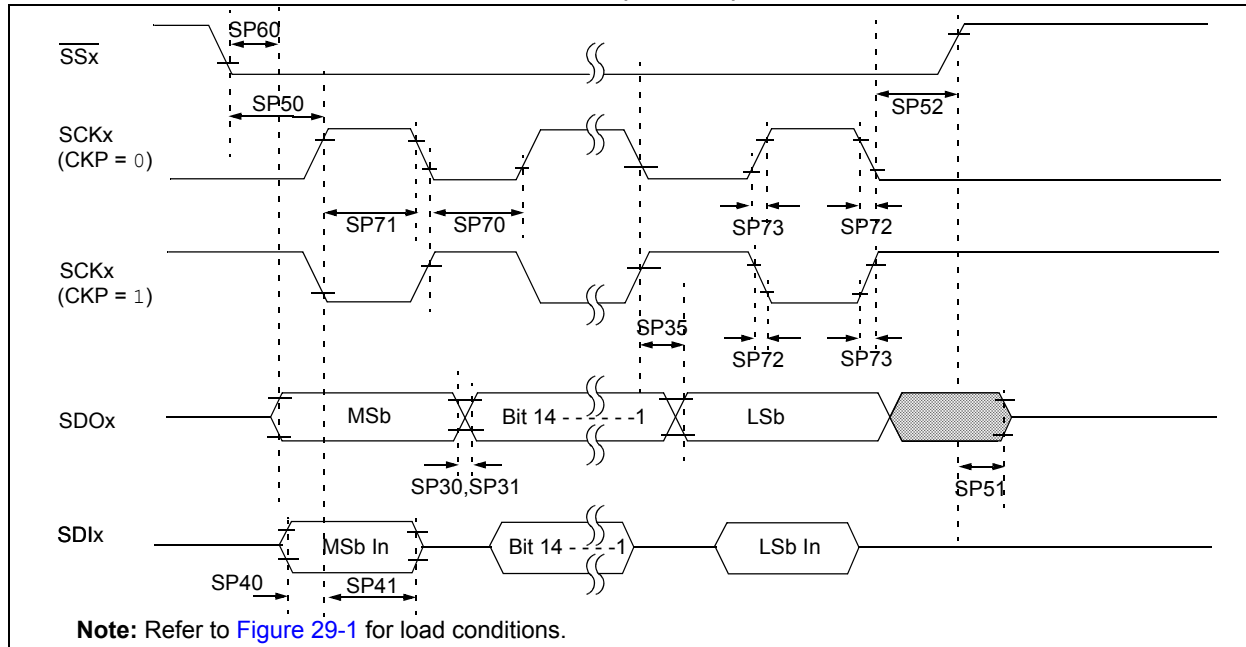 SP60
SSx
SP50
SP52
SCKx
(CKP = 0)
SP71
SP70
SP73
SP72
SCKx
(CKP = 1)
SP35
SP72
SP73
SDOx
MSb
Bit 14 - - - - - -1
LSb
SP30,SP31
SP51
SDIx
MSb In
Bit 14 - - - -1
LSb In
SP40
SP41
Note: Refer to Figure 29-1 for load conditions.